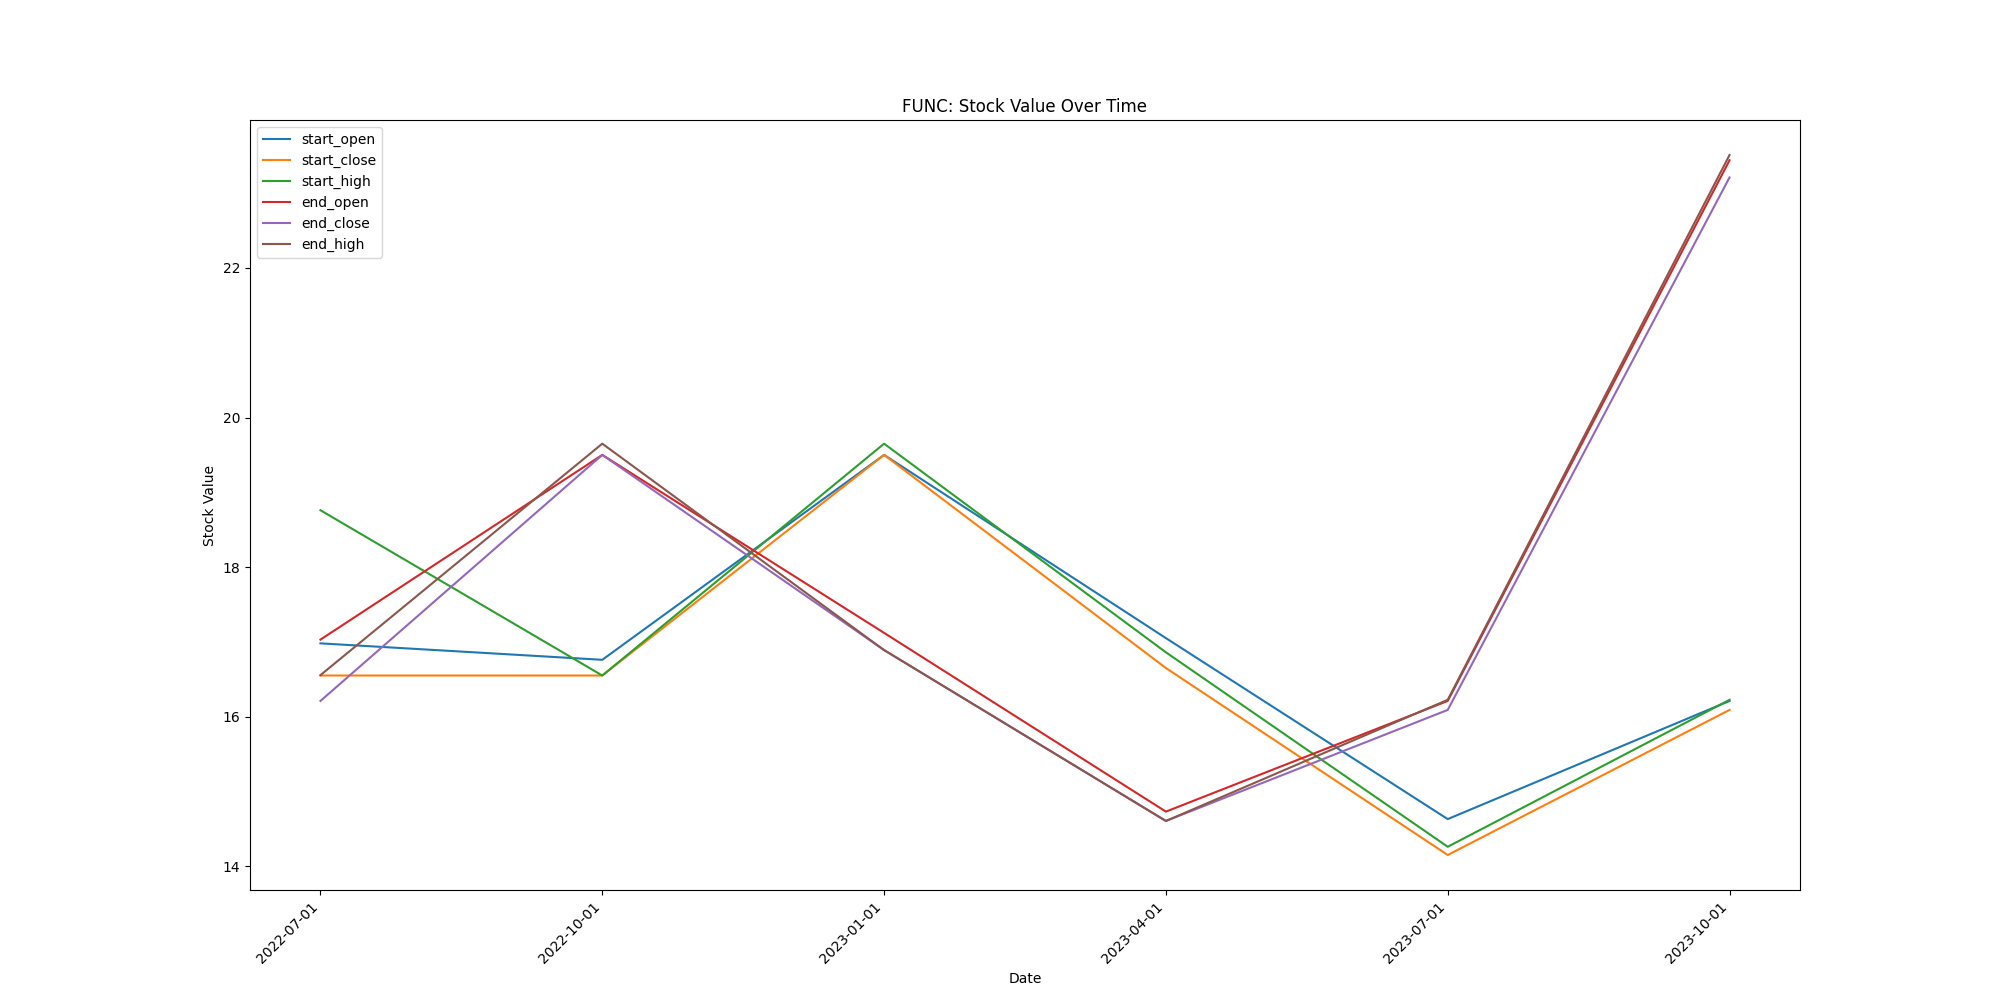 FUNC: Stock Value Over Time
start_open
start_close
start_high
end_open
end_close
end_high
22
20
18
16
14
Stock Value
2022-07-01
2022-10-01
2023-01-01
2023-04-01
2023-07-01
2023-10-01
Date